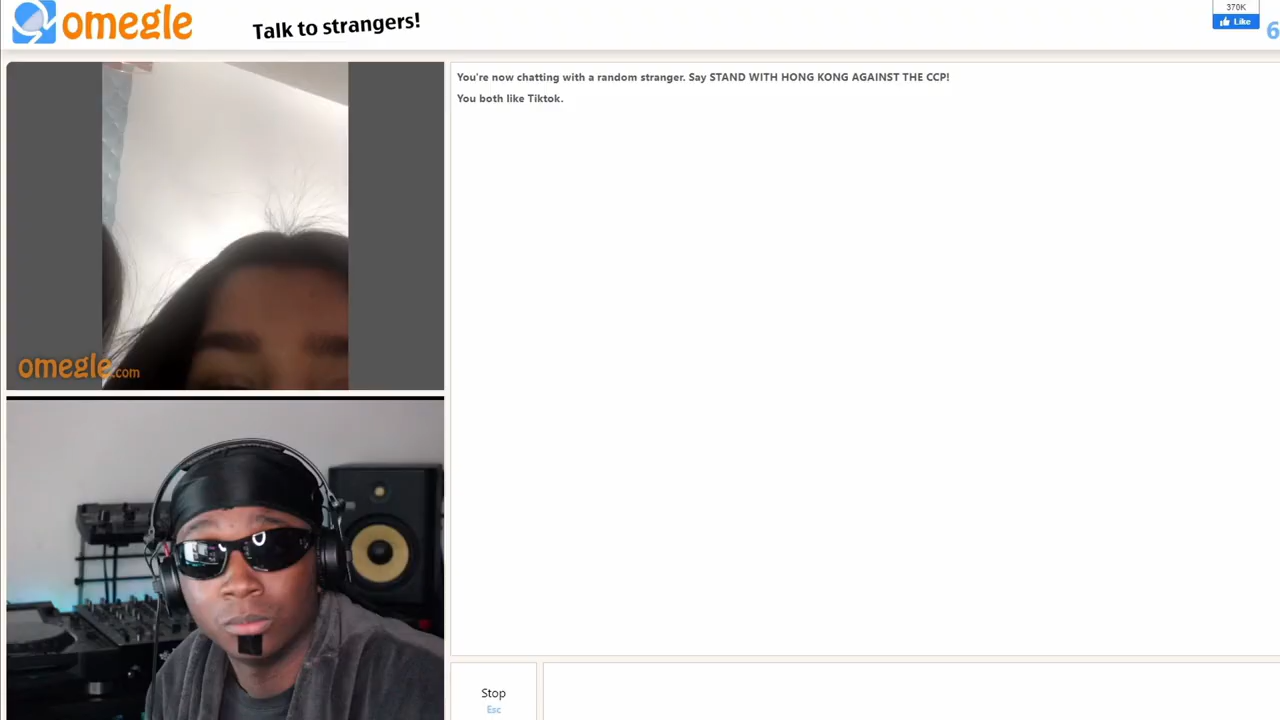 omegle
Talk to strangers!
370K
Like
6
You're now chatting with a random stranger. Say STAND WITH HONG KONG AGAINST THE CCP!
You both like Tiktok.
omegle.com
Stop
Esc